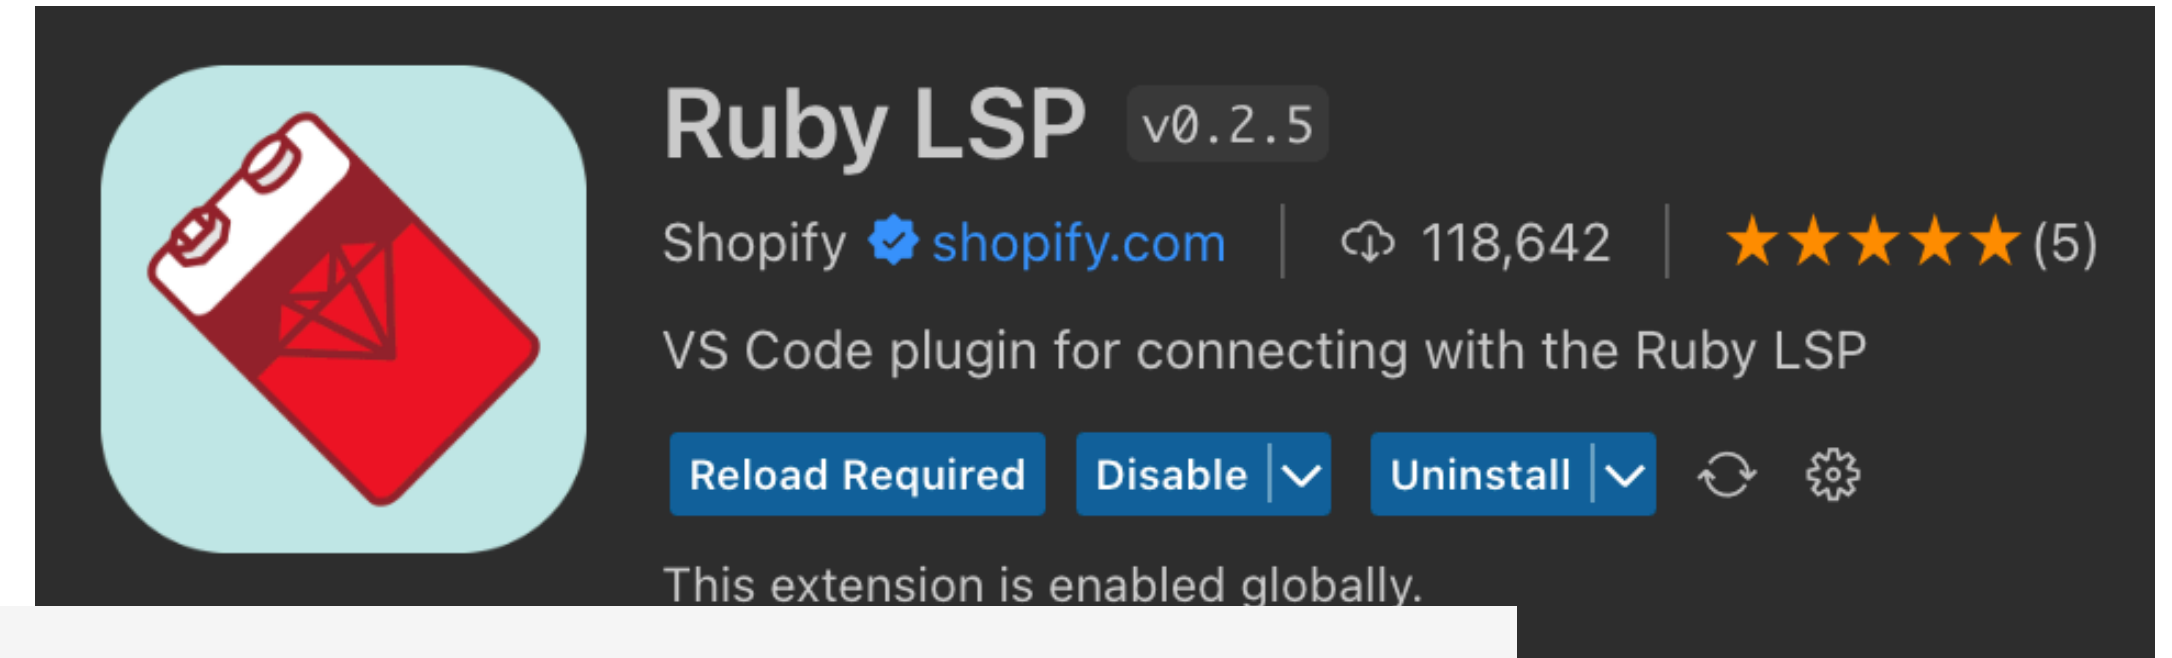 Ruby LSP v0.2.5
Shopify shopify.com 118,642 (5)
VS Code plugin for connecting with the Ruby LSP
Reload Required Disable Uninstall
This extension is enabled globally.